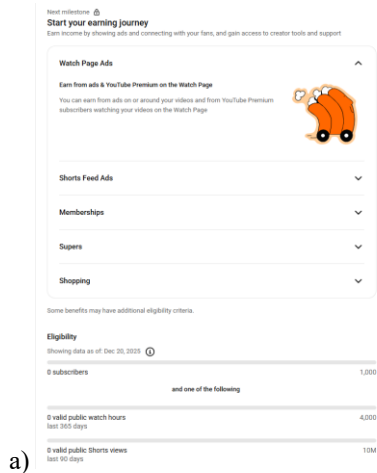 Next milestone
Start your earning journey
Earn income by showing ads and connecting with your fans, and gain access to creator tools and support
Watch Page Ads
Earn from ads & YouTube Premium on the Watch Page
You can earn from ads on or around your videos and from YouTube Premium
subscribers watching your videos on the Watch Page
Shorts Feed Ads
Memberships
Supers
Shopping
Some benefits may have additional eligibility criteria.
Eligibility
Showing data as of: Dec 20, 2025
0 subscribers 1,000
and one of the following
0 valid public watch hours 4,000
last 365 days
0 valid public Shorts views 10M
last 90 days
a)